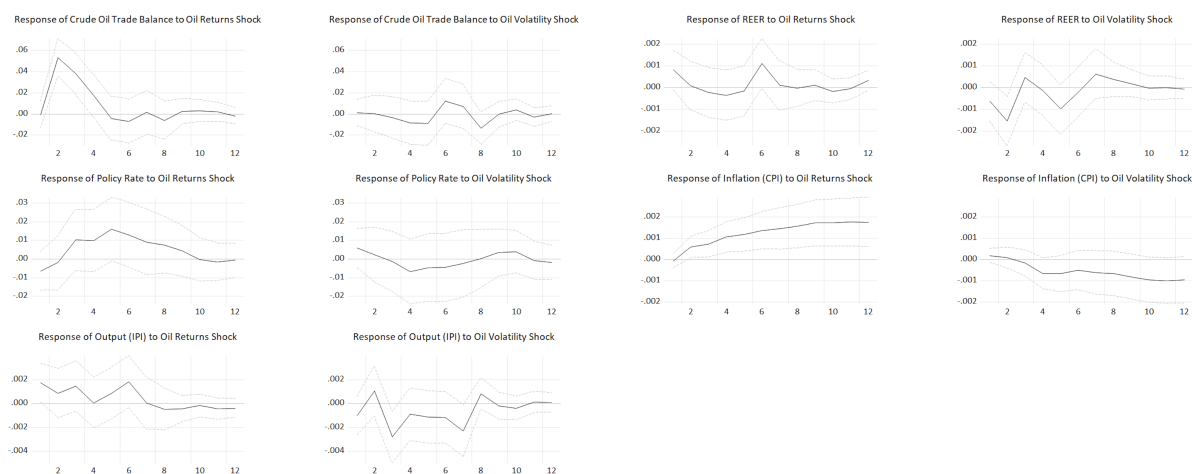 Response of Crude Oil Trade Balance to Oil Returns Shock
.06
.04
.02
.00
-.02
2 4 6 8 10 12
Response of Crude Oil Trade Balance to Oil Volatility Shock
.06
.04
.02
.00
-.02
2 4 6 8 10 12
Response of REER to Oil Returns Shock
.002
.001
.000
-.001
-.002
2 4 6 8 10 12
Response of REER to Oil Volatility Shock
.002
.001
.000
-.001
-.002
2 4 6 8 10 12
Response of Policy Rate to Oil Returns Shock
.03
.02
.01
.00
-.01
-.02
2 4 6 8 10 12
Response of Policy Rate to Oil Volatility Shock
.03
.02
.01
.00
-.01
-.02
2 4 6 8 10 12
Response of Inflation (CPI) to Oil Returns Shock
.002
.001
.000
-.001
-.002
2 4 6 8 10 12
Response of Inflation (CPI) to Oil Volatility Shock
.002
.001
.000
-.001
-.002
2 4 6 8 10 12
Response of Output (IPI) to Oil Returns Shock
.002
.000
-.002
-.004
2 4 6 8 10 12
Response of Output (IPI) to Oil Volatility Shock
.002
.000
-.002
-.004
2 4 6 8 10 12